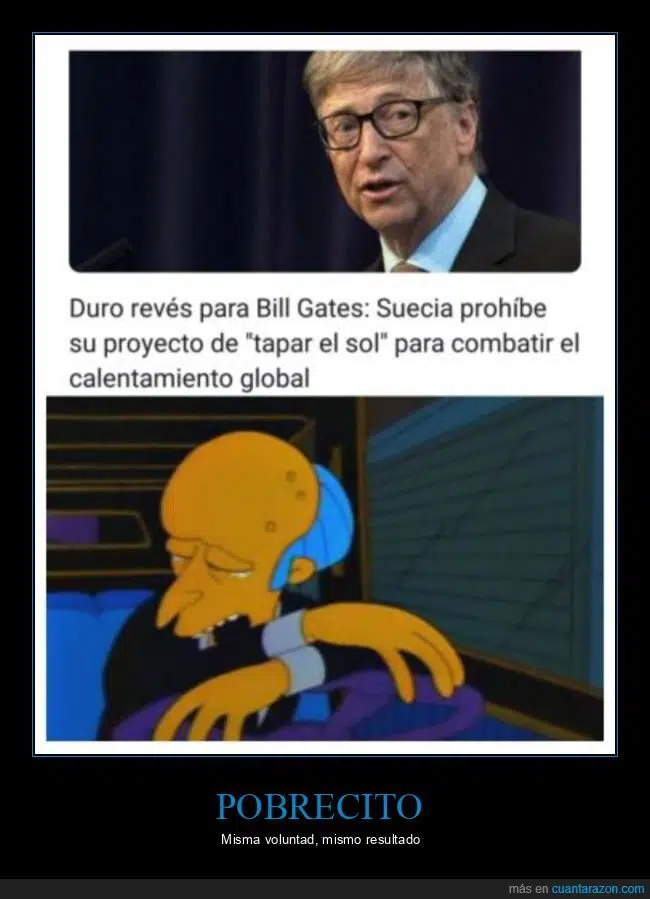 Duro revés para Bill Gates: Suecia prohíbe
su proyecto de "tapar el sol" para combatir el
calentamiento global
POBRECITO
Misma voluntad, mismo resultado
más en cuantarazon.com